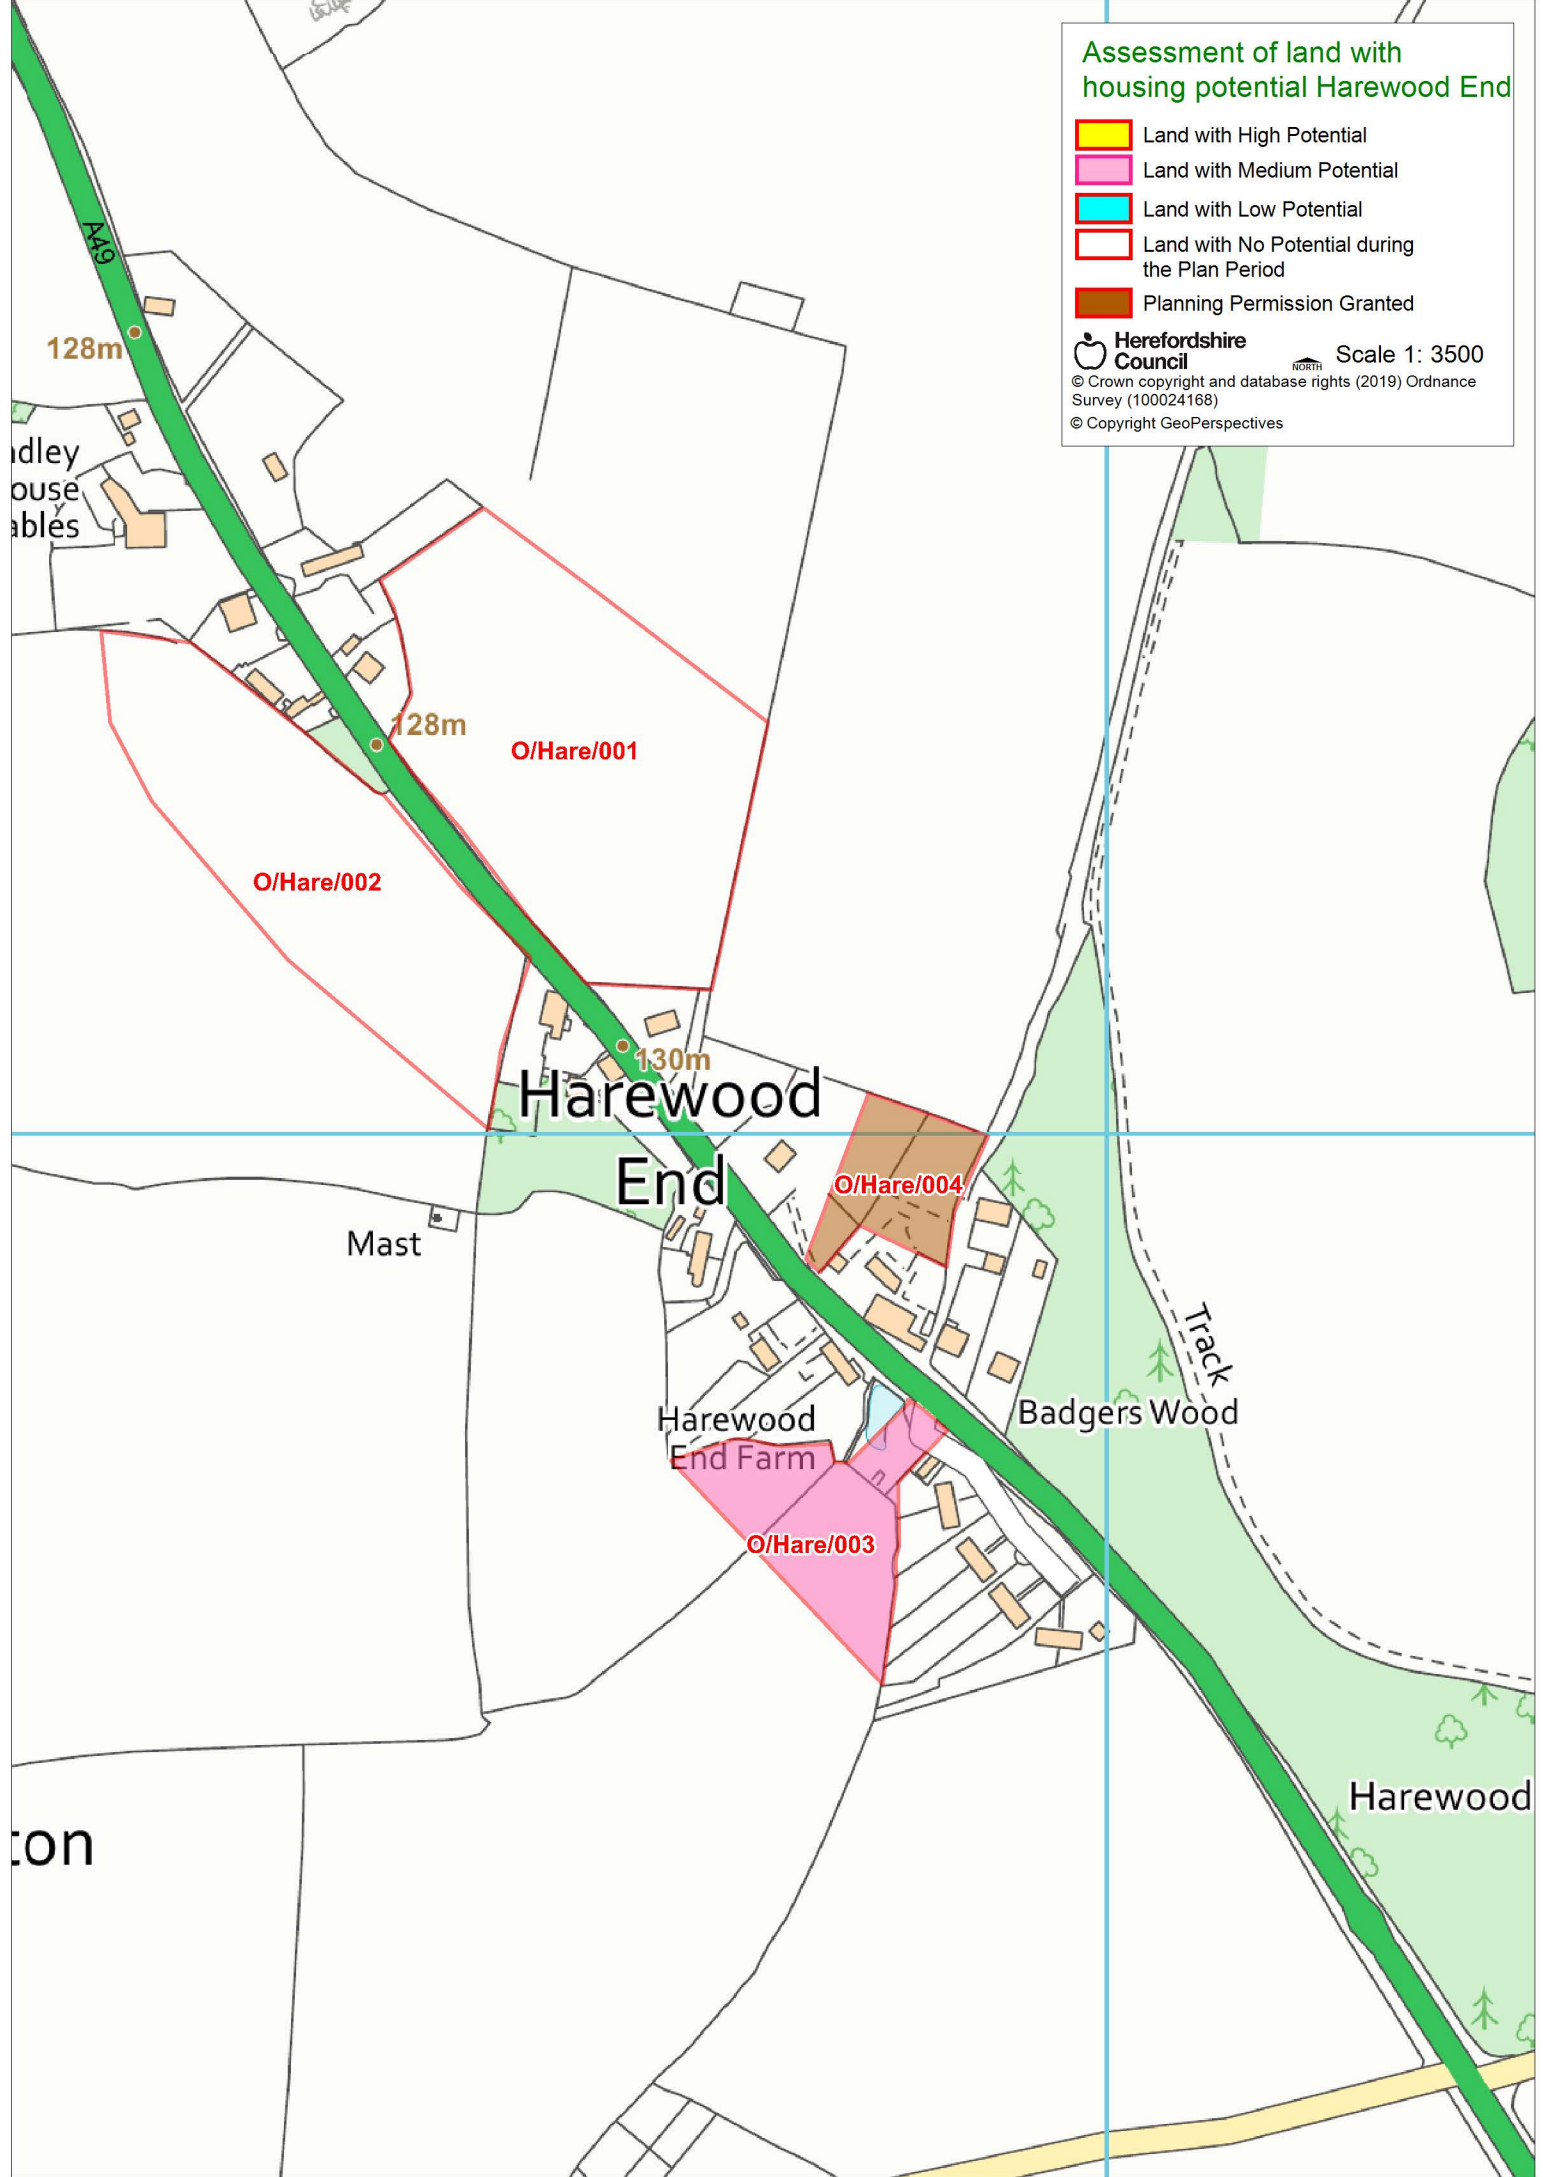 Assessment of land with
housing potential Harewood End
Land with High Potential
Land with Medium Potential
Land with Low Potential
Land with No Potential during
the Plan Period
Planning Permission Granted
Herefordshire
Council
NORTH
Scale 1: 3500
© Crown copyright and database rights (2019) Ordnance
Survey (100024168)
© Copyright GeoPerspectives
A49
128m
dley
ouse
ables
128m
O/Hare/001
O/Hare/002
130m
Harewood
End
O/Hare/004
Mast
Track
Badgers Wood
Harewood
End Farm
n
O/Hare/003
Harewood
ton